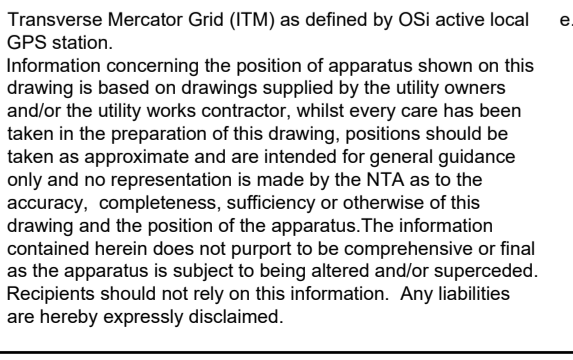 Transverse Mercator Grid (ITM) as defined by OSi active local e.
GPS station.
Information concerning the position of apparatus shown on this
drawing is based on drawings supplied by the utility owners
and/or the utility works contractor, whilst every care has been
taken in the preparation of this drawing, positions should be
taken as approximate and are intended for general guidance
only and no representation is made by the NTA as to the
accuracy,  completeness, sufficiency or otherwise of this
drawing and the position of the apparatus.The information
contained herein does not purport to be comprehensive or final
as the apparatus is subject to being altered and/or superceded.
Recipients should not rely on this information.  Any liabilities
are hereby expressly disclaimed.